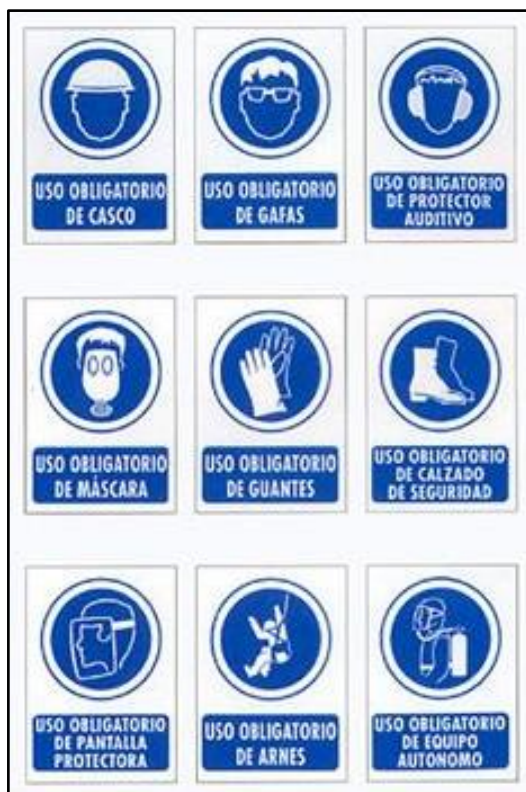 USO OBLIGATORIO
DE CASCO
USO OBLIGATORIO
DE GAFAS
USO OBLIGATORIO
DE PROTECTOR
AUDITIVO
USO OBLIGATORIO
DE MÁSCARA
USO OBLIGATORIO
DE GUANTES
USO OBLIGATORIO
DE CALZADO
DE SEGURIDAD
USO OBLIGATORIO
DE PANTALLA
PROTECTORA
USO OBLIGATORIO
DE ARNES
USO OBLIGATORIO
DE EQUIPO
AUTONOMO